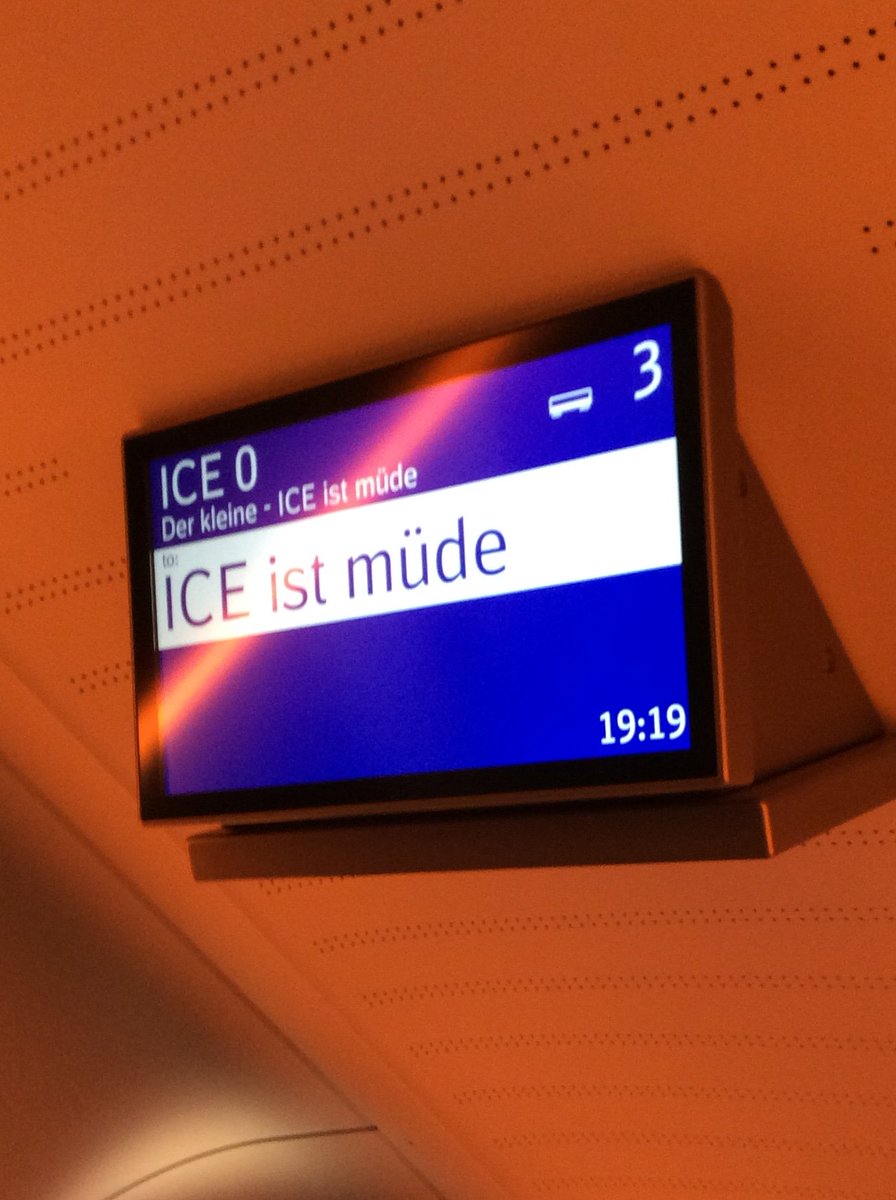 3
ICE 0
Der kleine - ICE ist müde
to:
ICE ist müde
19:19